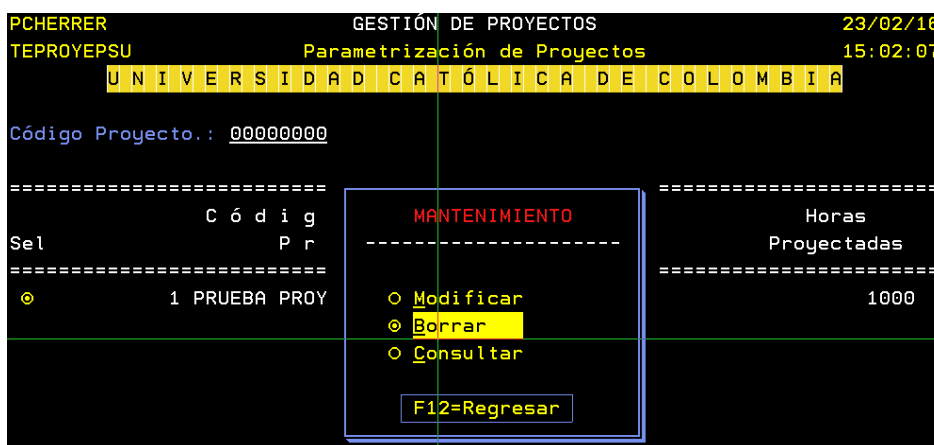 PCHERRER GESTIÓN DE PROYECTOS 23/02/16
TEPROYEPSU Parametrización de Proyectos 15:02:07
U N I V E R S I D A D C A T Ó L I C A D E C O L O M B I A
Código Proyecto.: 00000000
=========================== =======================
C ó d i g MANTENIMIENTO Horas
Sel P r --------------------- Proyectadas
=========================== =======================
1 PRUEBA PROY Modificar 1000
Borrar
Consultar
F12=Regresar